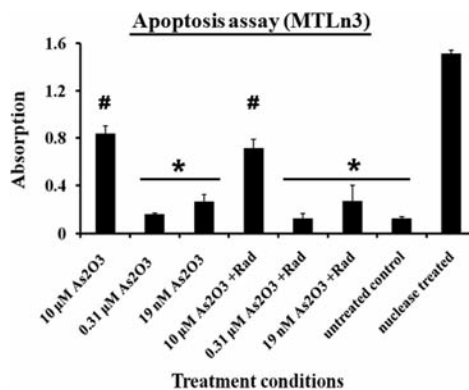 Apoptosis assay (MTLn3)
1.6
1.2
0.8
0.4
0
Absorption
#
*
#
*
10 µM As2O3
0.31 µM As2O3
19 nM As2O3
10 µM As2O3 +Rad
0.31 µM As2O3 +Rad
19 nM As2O3 +Rad
untreated control
nuclease treated
Treatment conditions